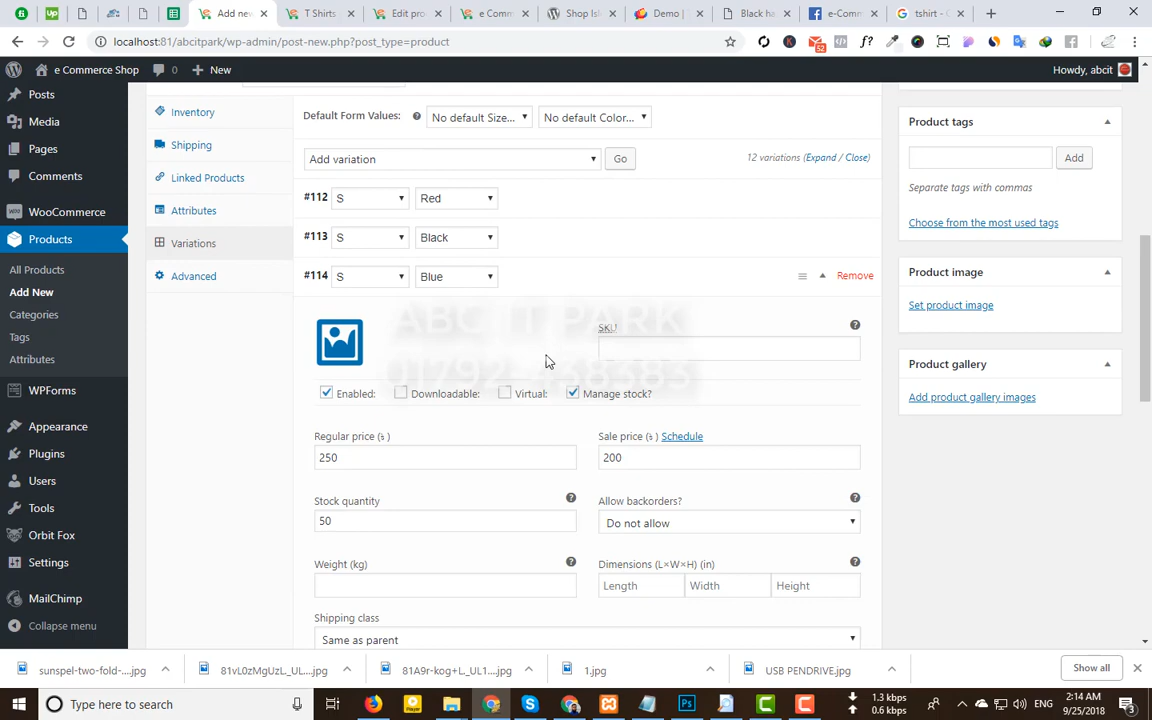 Add new
T Shirts
Edit pro
e Comm
Shop Isl
Demo |
Black ha
e-Comm
tshirt - G
localhost:81/abcitpark/wp-admin/post-new.php?post_type=product
52
f?
e Commerce Shop
0
New
Howdy, abcit
Posts
Media
Pages
Comments
WooCommerce
Products
All Products
Add New
Categories
Tags
Attributes
WPForms
Appearance
Plugins
Users
Tools
Orbit Fox
Settings
MailChimp
Collapse menu
Inventory
Shipping
Linked Products
Attributes
Variations
Advanced
Default Form Values:
No default Size...
No default Color...
Add variation
Go
12 variations (Expand / Close)
#112 S Red
#113 S Black
#114 S Blue
Remove
ABC IT PARK
SKU
Enabled:
Downloadable:
Virtual:
Manage stock?
Regular price (৳ )
250
Sale price (৳ ) Schedule
200
Stock quantity
50
Allow backorders?
Do not allow
Weight (kg)
Dimensions (L×W×H) (in)
Length
Width
Height
Shipping class
Same as parent
Product tags
Add
Separate tags with commas
Choose from the most used tags
Product image
Set product image
Product gallery
Add product gallery images
sunspel-two-fold-....jpg
81vL0zMgUzL._UL....jpg
81A9r-kog+L._UL1....jpg
1.jpg
USB PENDRIVE.jpg
Show all
Type here to search
1.3 kbps
0.6 kbps
ENG
2:14 AM
9/25/2018
3